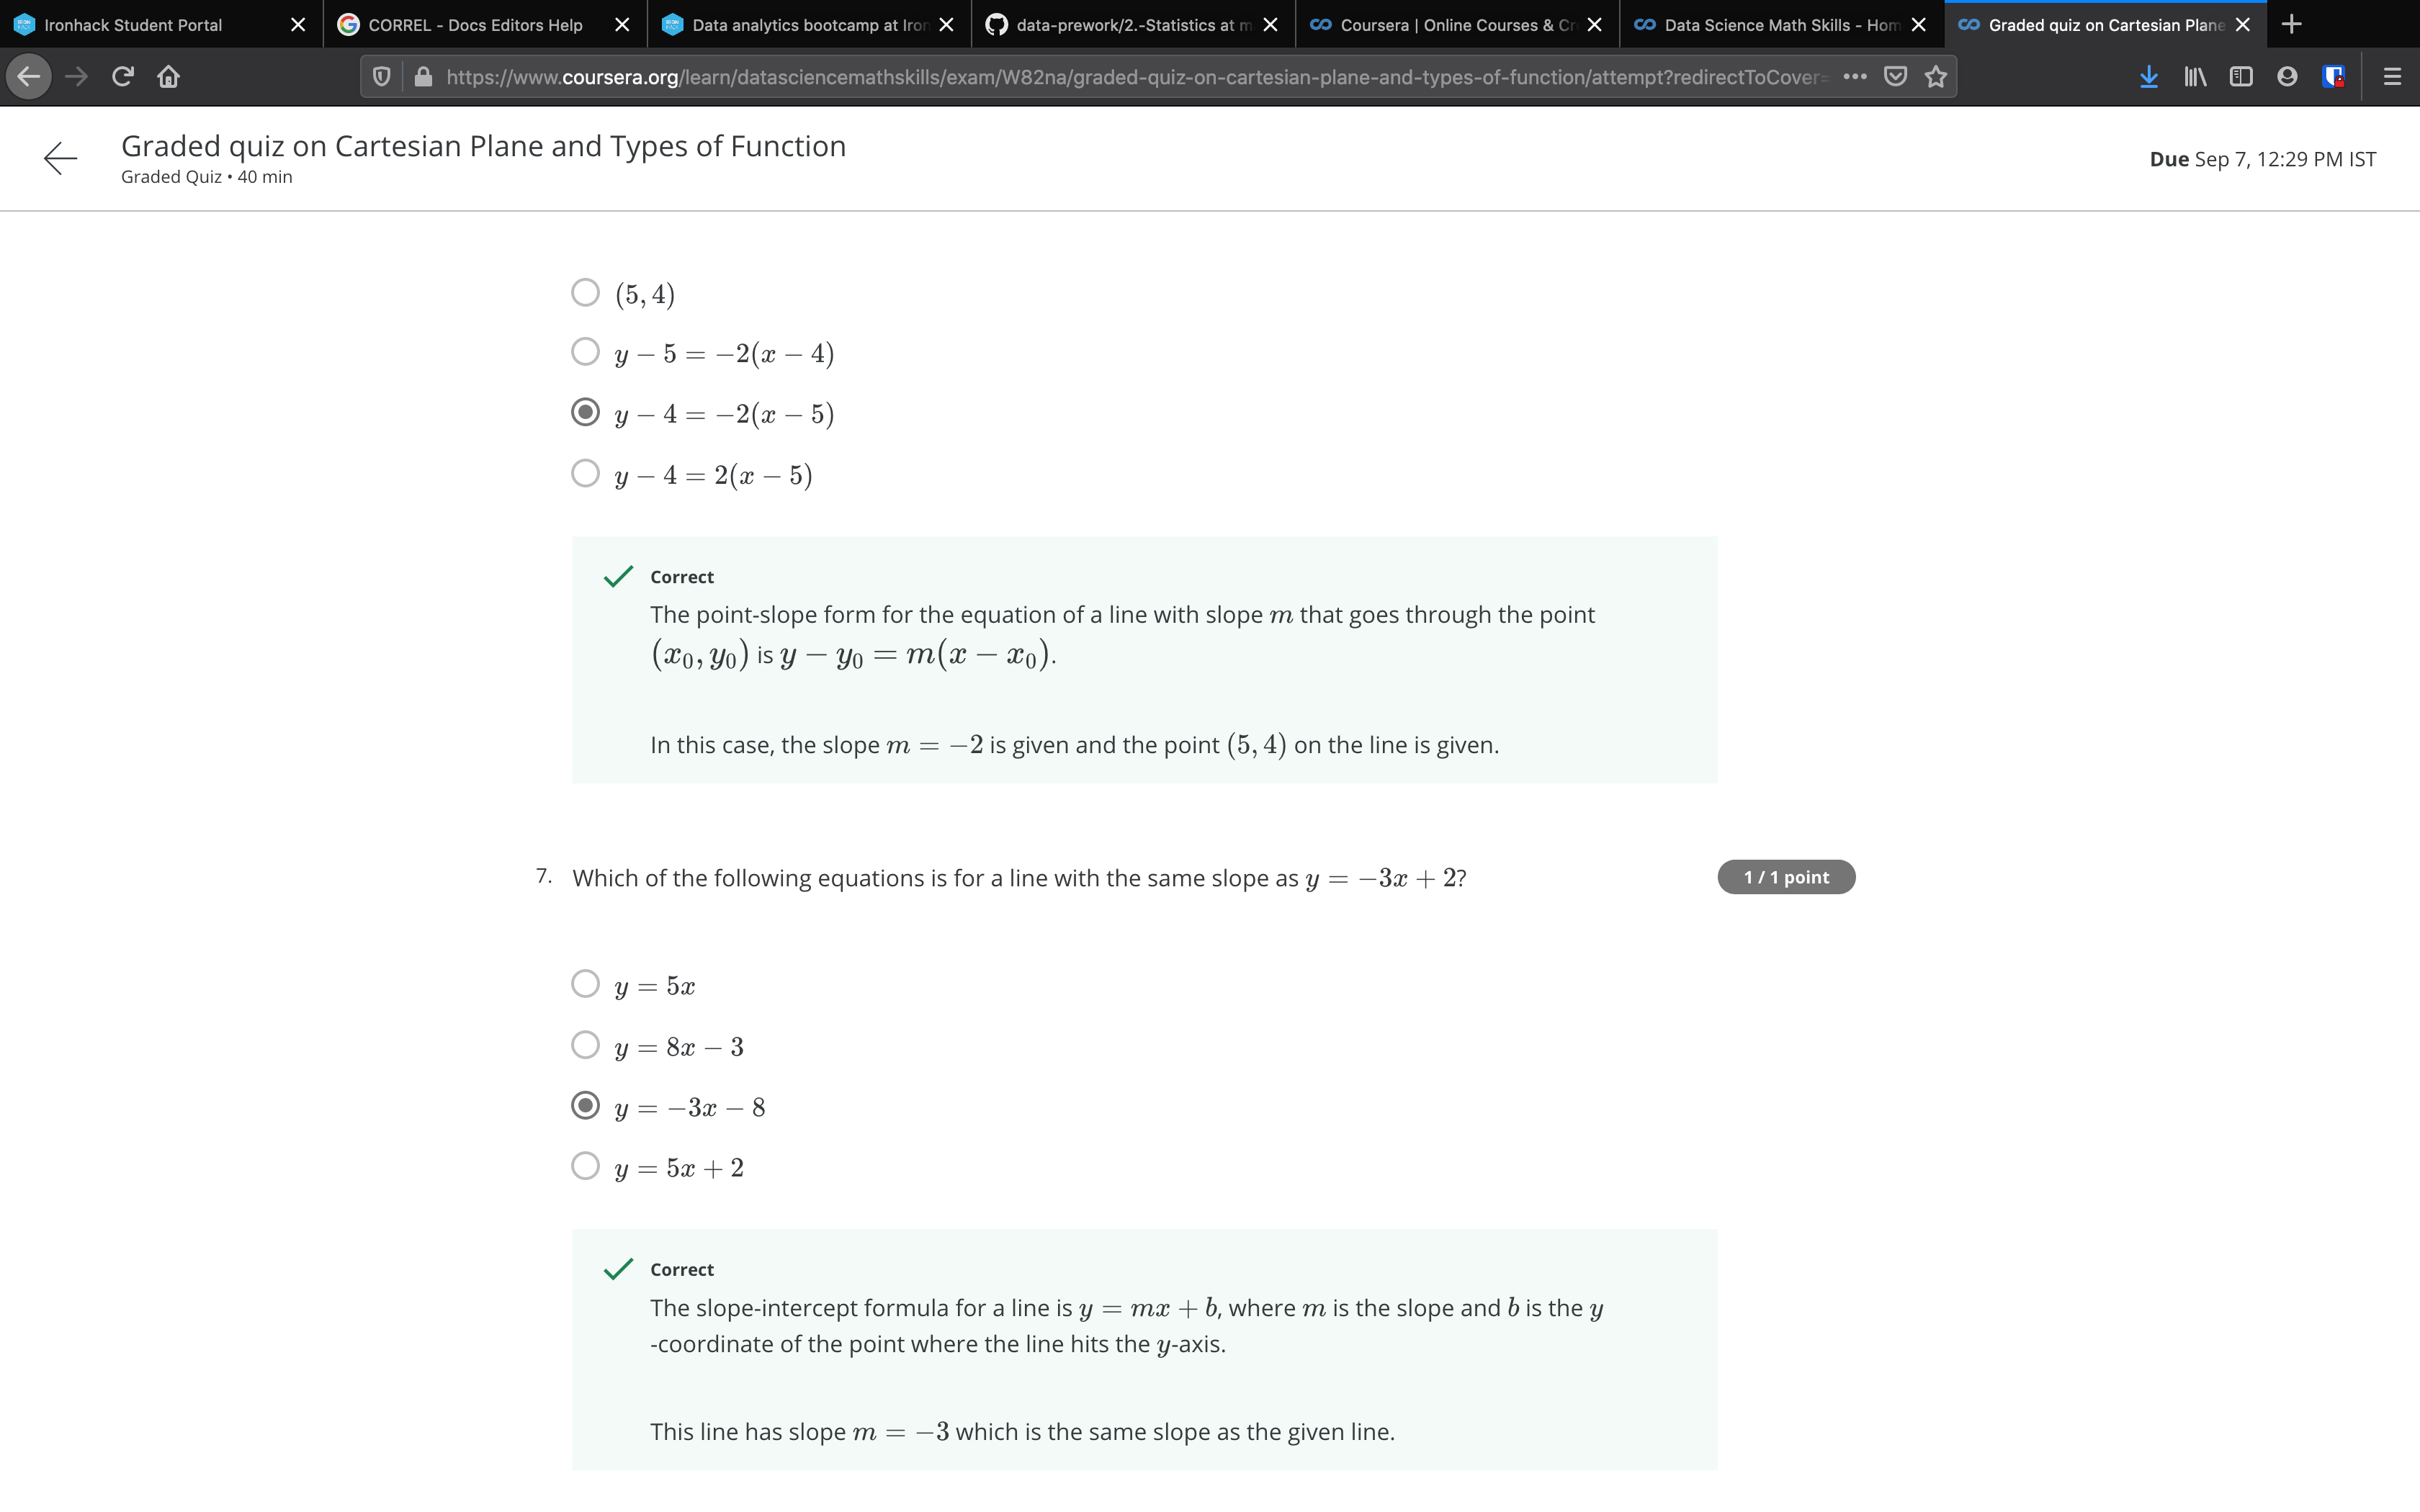 Ironhack Student Portal
CORREL - Docs Editors Help
Data analytics bootcamp at Iron
data-prework/2.-Statistics at m
Coursera | Online Courses & Cr
Data Science Math Skills - Hom
Graded quiz on Cartesian Plane
https://www.coursera.org/learn/datasciencemathskills/exam/W82na/graded-quiz-on-cartesian-plane-and-types-of-function/attempt?redirectToCover=
Graded quiz on Cartesian Plane and Types of Function
Graded Quiz • 40 min
Due Sep 7, 12:29 PM IST
(5, 4)
y − 5 = −2(x − 4)
y − 4 = −2(x − 5)
y − 4 = 2(x − 5)
Correct
The point-slope form for the equation of a line with slope m that goes through the point
(x₀, y₀) is y − y₀ = m(x − x₀).
In this case, the slope m = −2 is given and the point (5, 4) on the line is given.
7. Which of the following equations is for a line with the same slope as y = −3x + 2?
1 / 1 point
y = 5x
y = 8x − 3
y = −3x − 8
y = 5x + 2
Correct
The slope-intercept formula for a line is y = mx + b, where m is the slope and b is the y
-coordinate of the point where the line hits the y-axis.
This line has slope m = −3 which is the same slope as the given line.